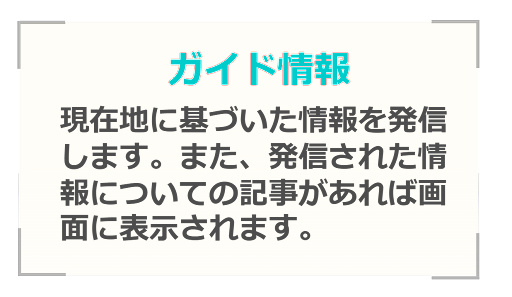 ガイド情報
現在地に基づいた情報を発信
します。また、発信された情
報についての記事があれば画
面に表示されます。